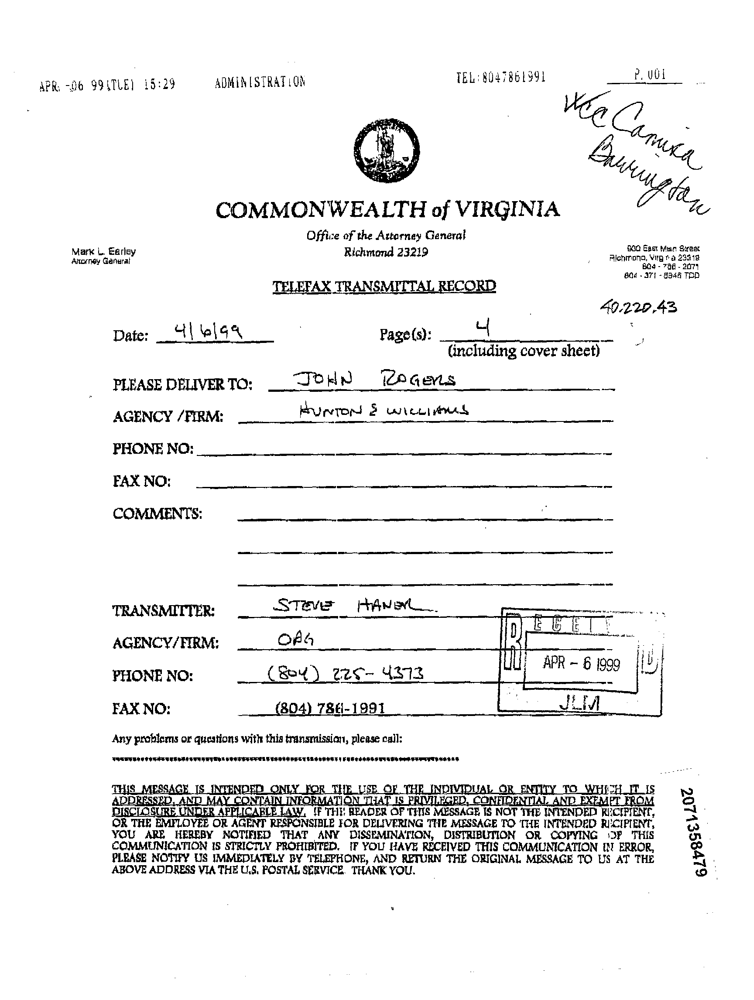 APR. -06 99 (TUE) 15:29 ADMINISTRATION TEL:8047861991 P. 001
Barrington
COMMONWEALTH of VIRGINIA
Office of the Attorney General
Mark L. Earley
Attorney General
Richmond 23219
900 East Main Street
Richmond, Virginia 23219
804 - 786 - 2071
804 - 371 - 8946 TDD
TELEFAX TRANSMITTAL RECORD
40.220.43
Date: 4/6/99 Page(s): 4
(including cover sheet)
PLEASE DELIVER TO: JOHN ROGERS
AGENCY /FIRM: HUNTON & WILLIAMS
PHONE NO:
FAX NO:
COMMENTS:
TRANSMITTER: STEVE HANER
AGENCY/FIRM: OAG
PHONE NO: (804) 225-4373
FAX NO: (804) 786-1991
RECEIVED
APR - 6 1999
JLM
Any problems or questions with this transmission, please call:
THIS MESSAGE IS INTENDED ONLY FOR THE USE OF THE INDIVIDUAL OR ENTITY TO WHICH IT IS
ADDRESSED, AND MAY CONTAIN INFORMATION THAT IS PRIVILEGED, CONFIDENTIAL AND EXEMPT FROM
DISCLOSURE UNDER APPLICABLE LAW. IF THE READER OF THIS MESSAGE IS NOT THE INTENDED RECIPIENT,
OR THE EMPLOYEE OR AGENT RESPONSIBLE FOR DELIVERING THE MESSAGE TO THE INTENDED RECIPIENT,
YOU ARE HEREBY NOTIFIED THAT ANY DISSEMINATION, DISTRIBUTION OR COPYING OF THIS
COMMUNICATION IS STRICTLY PROHIBITED. IF YOU HAVE RECEIVED THIS COMMUNICATION IN ERROR,
PLEASE NOTIFY US IMMEDIATELY BY TELEPHONE, AND RETURN THE ORIGINAL MESSAGE TO US AT THE
ABOVE ADDRESS VIA THE U.S. POSTAL SERVICE. THANK YOU.
2071358479